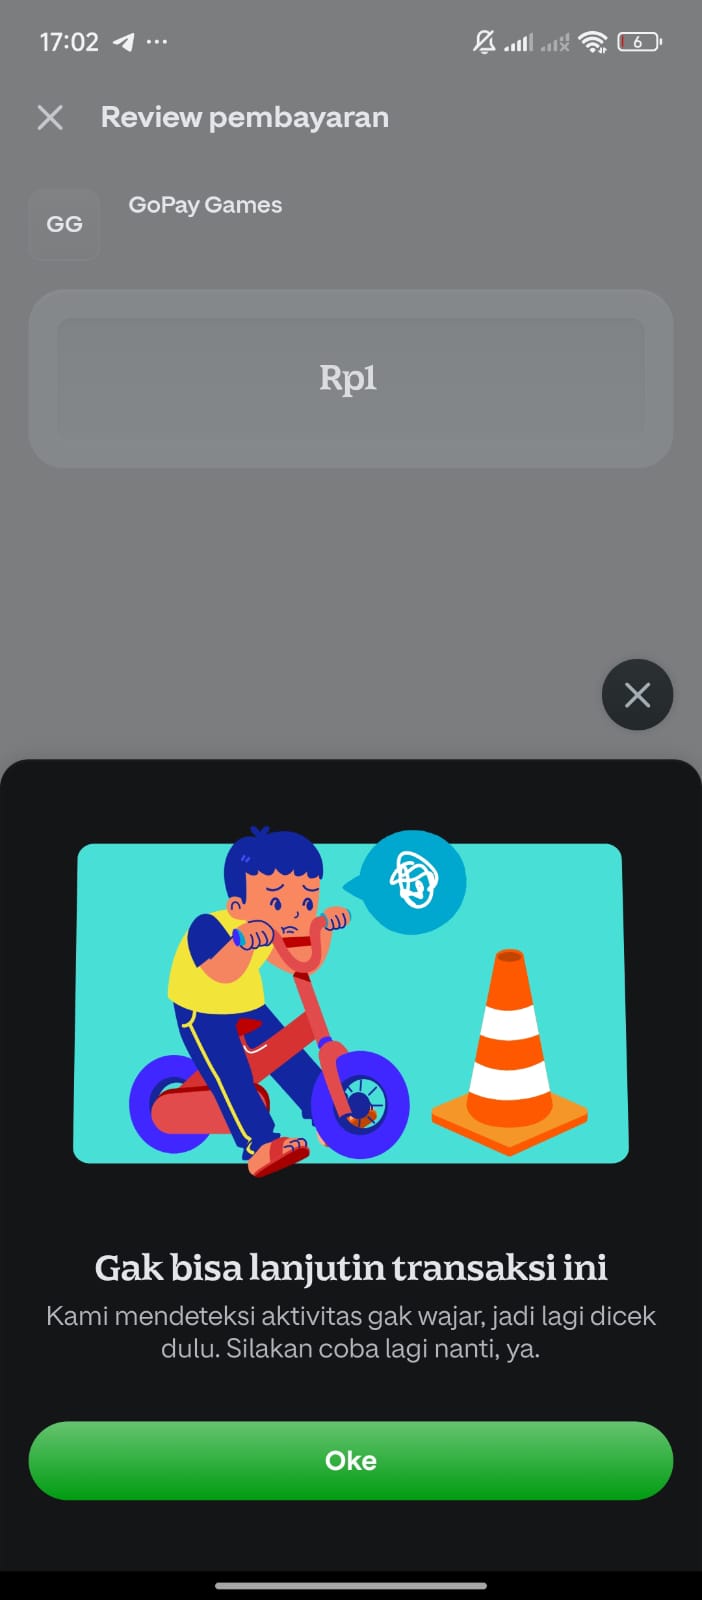 17:02
6
Review pembayaran
GG
GoPay Games
Rp1
Gak bisa lanjutin transaksi ini
Kami mendeteksi aktivitas gak wajar, jadi lagi dicek
dulu. Silakan coba lagi nanti, ya.
Oke